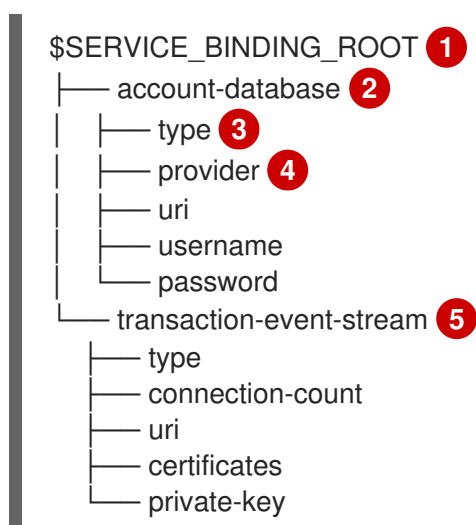 $SERVICE_BINDING_ROOT 1
├── account-database 2
│   ├── type 3
│   ├── provider 4
│   ├── uri
│   ├── username
│   └── password
└── transaction-event-stream 5
    ├── type
    ├── connection-count
    ├── uri
    ├── certificates
    └── private-key